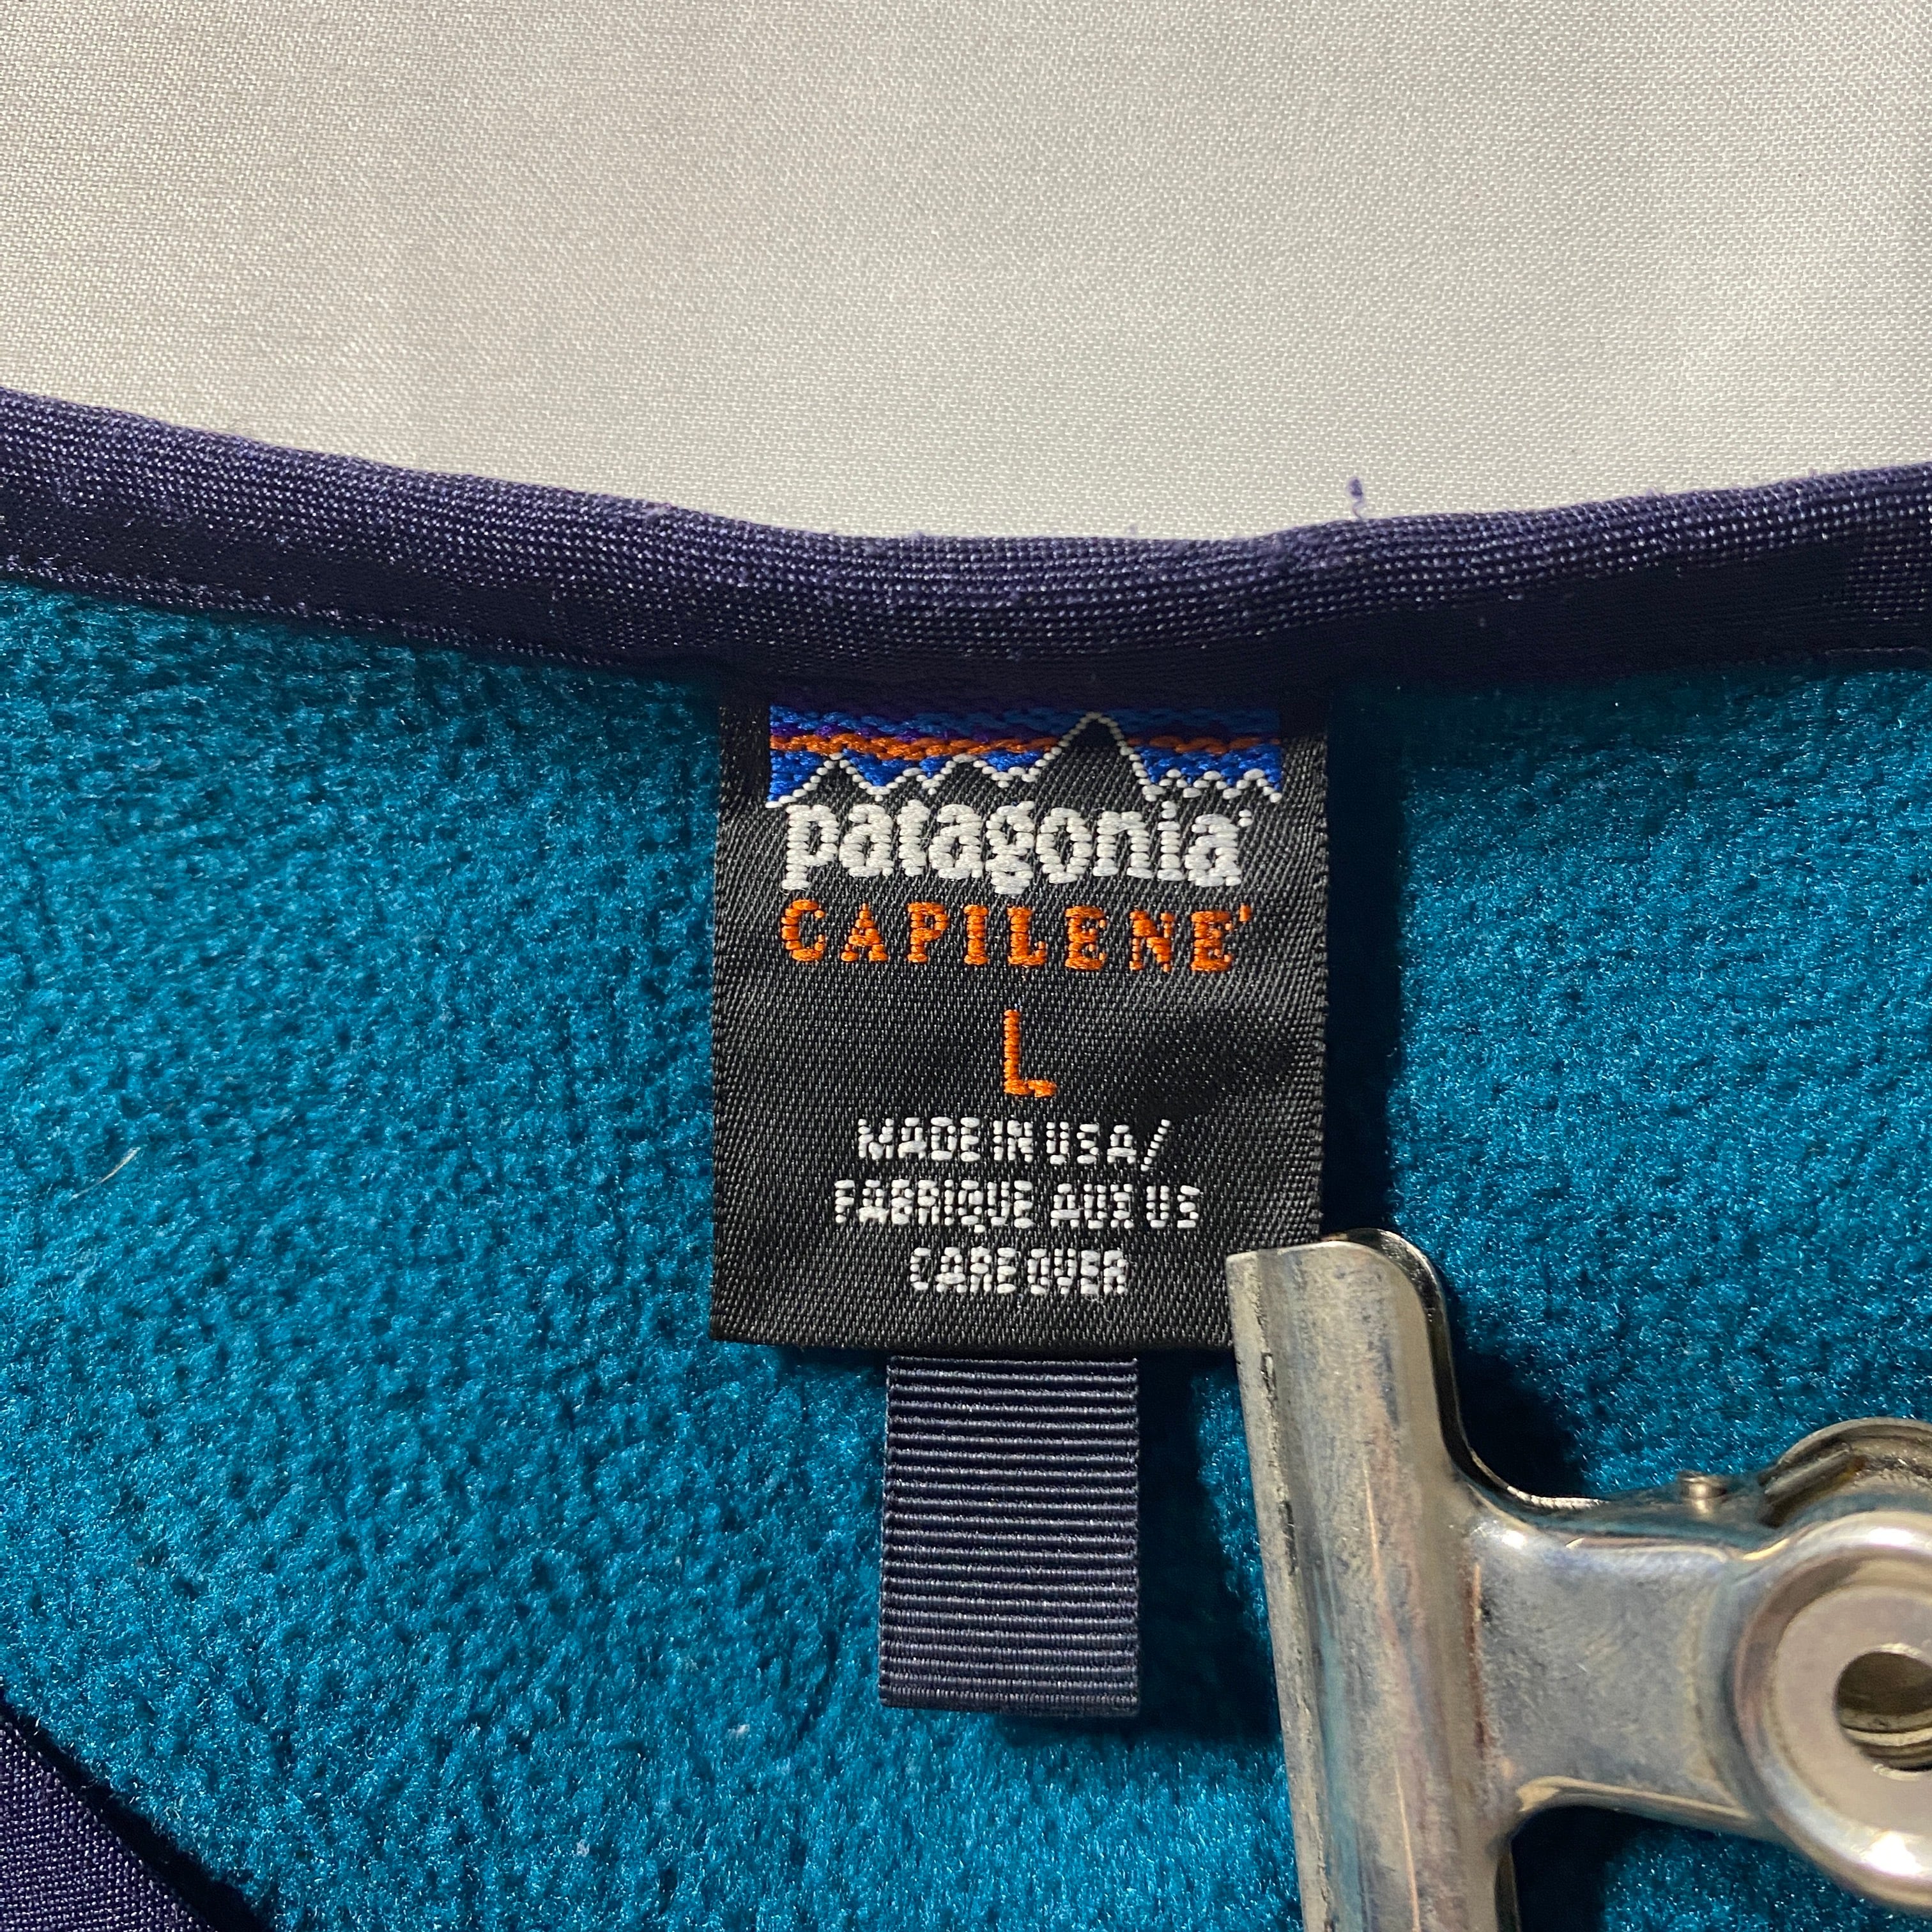 patagonia®
CAPILENE®
L
MADE IN USA/
FABRIQUE AUX US
CARE OVER